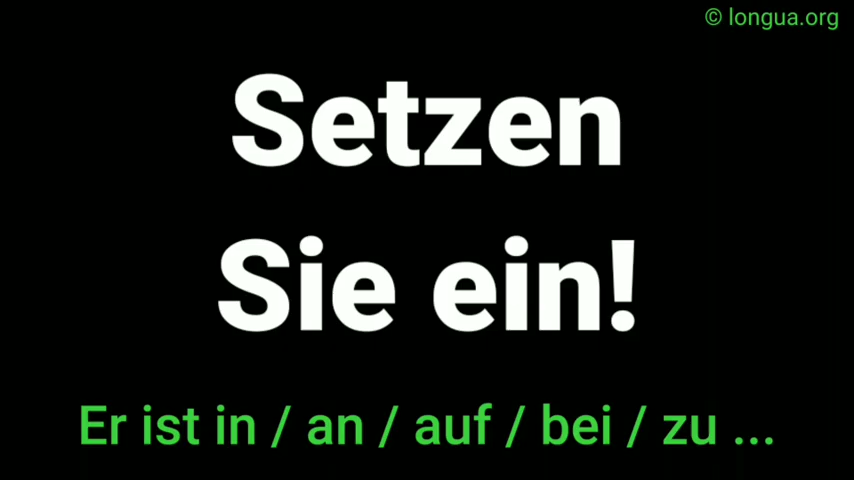 © longua.org
Setzen
Sie ein!
Er ist in / an / auf / bei / zu ...